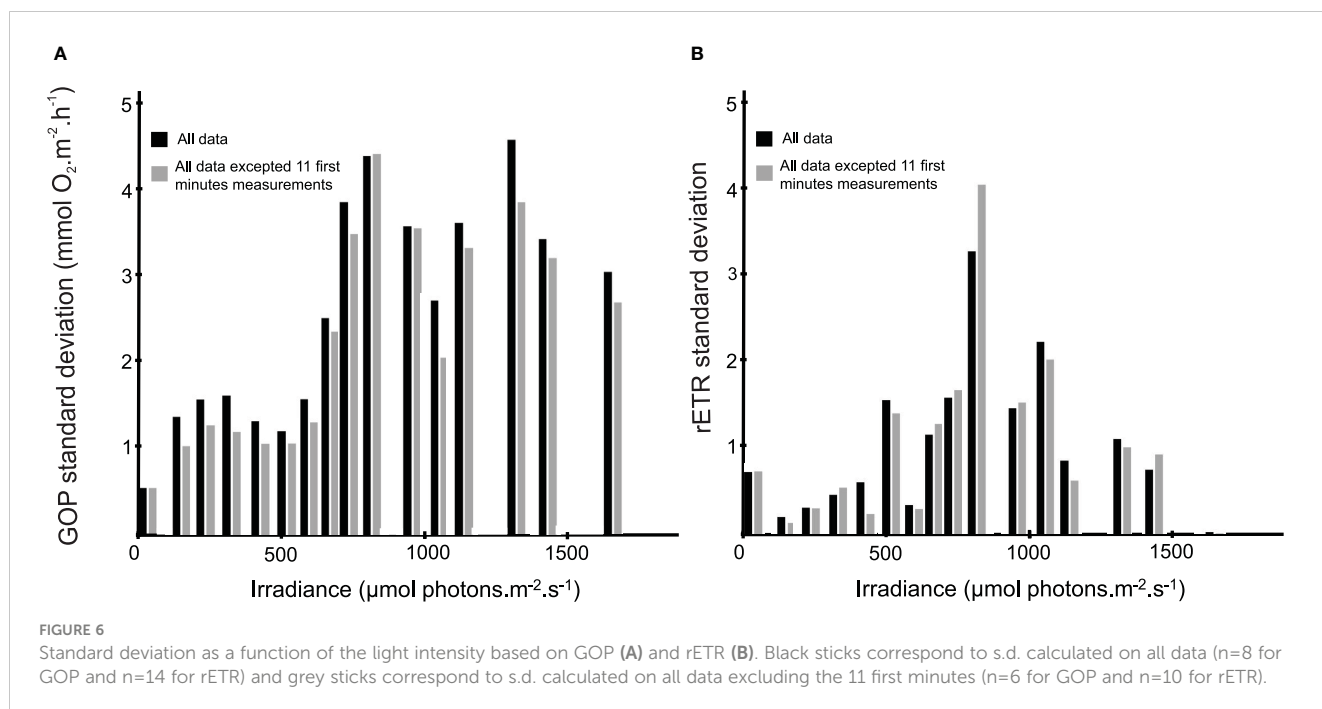 A
GOP standard deviation (mmol O₂.m⁻².h⁻¹)
5
4
3
2
1
All data
All data excepted 11 first
minutes measurements
0
500
1000
1500
Irradiance (µmol photons.m⁻².s⁻¹)
B
rETR standard deviation
5
4
3
2
1
All data
All data excepted 11 first
minutes measurements
0
500
1000
1500
Irradiance (µmol photons.m⁻².s⁻¹)
FIGURE 6
Standard deviation as a function of the light intensity based on GOP (A) and rETR (B). Black sticks correspond to s.d. calculated on all data (n=8 for
GOP and n=14 for rETR) and grey sticks correspond to s.d. calculated on all data excluding the 11 first minutes (n=6 for GOP and n=10 for rETR).